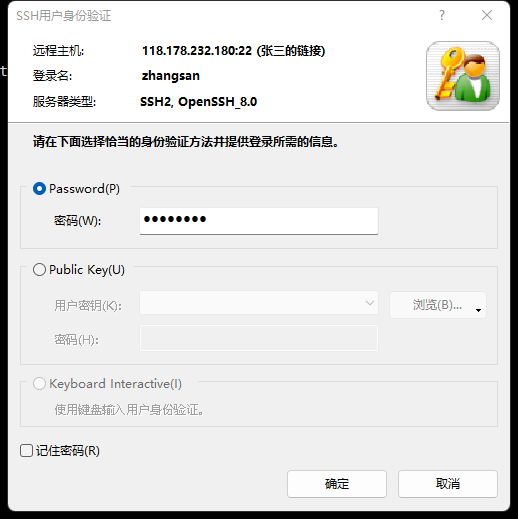 SSH用户身份验证
?
t
远程主机: 118.178.232.180:22 (张三的链接)
登录名: zhangsan
服务器类型: SSH2, OpenSSH_8.0
请在下面选择恰当的身份验证方法并提供登录所需的信息。
Password(P)
密码(W): ●●●●●●●●
Public Key(U)
用户密钥(K): 浏览(B)...
密码(H):
Keyboard Interactive(I)
使用键盘输入用户身份验证。
记住密码(R)
确定 取消